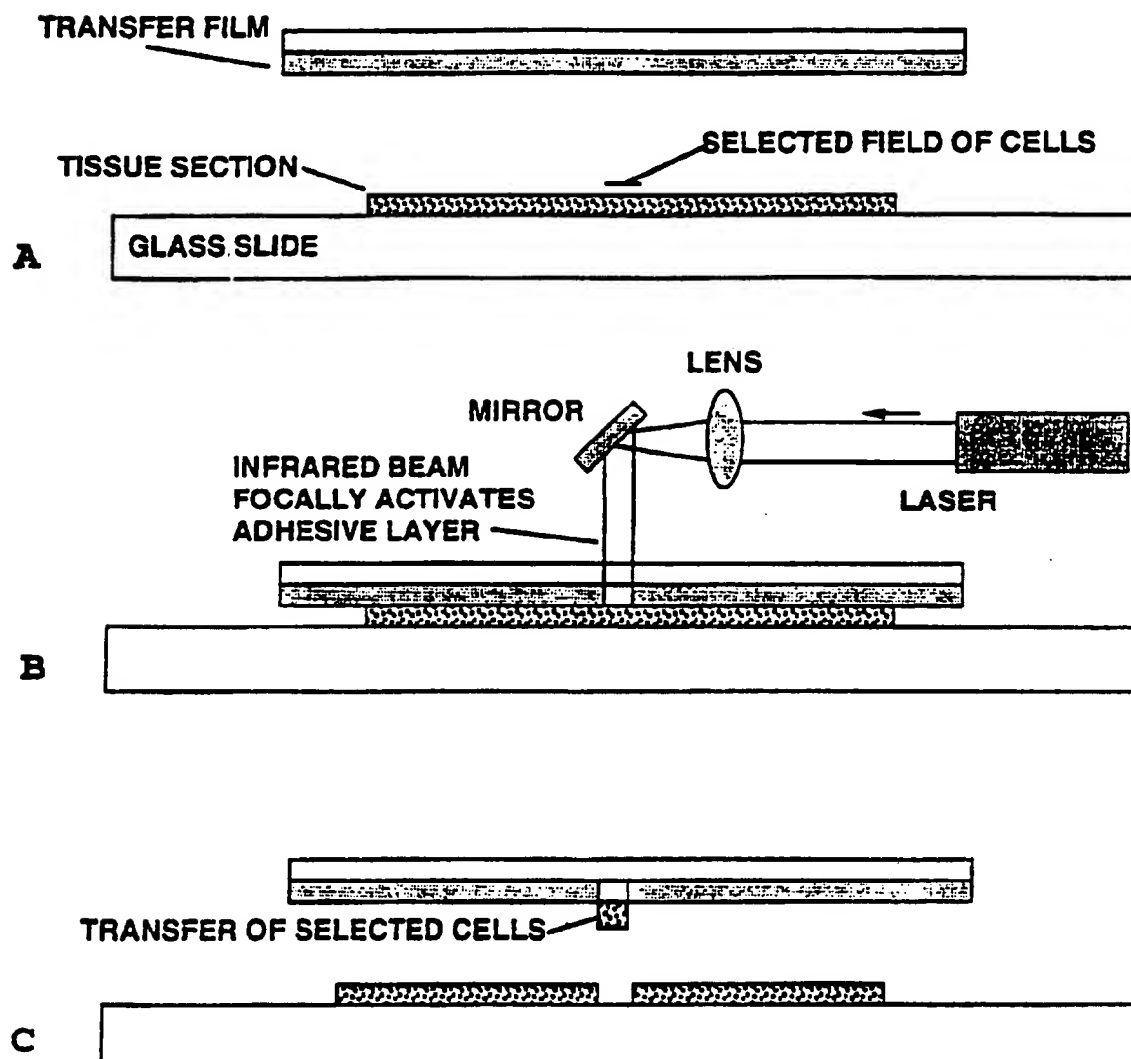 TRANSFER FILM
SELECTED FIELD OF CELLS
TISSUE SECTION
A
GLASS SLIDE
LENS
MIRROR
INFRARED BEAM
FOCALLY ACTIVATES
ADHESIVE LAYER
LASER
B
TRANSFER OF SELECTED CELLS
C